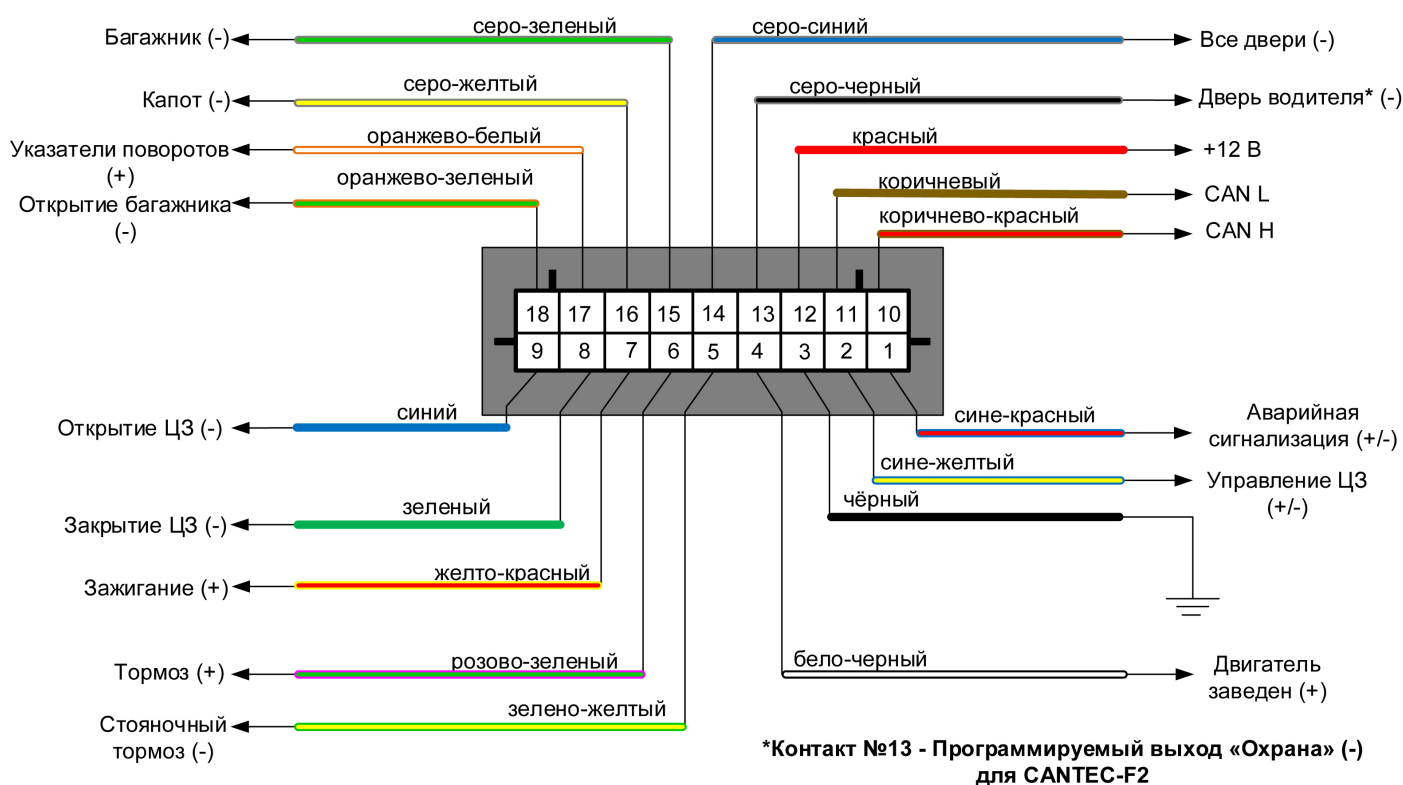 серо-зеленый
серо-синий
Багажник (-)
Все двери (-)
серо-желтый
серо-черный
Капот (-)
Дверь водителя* (-)
оранжево-белый
красный
Указатели поворотов
(+)
+12 В
оранжево-зеленый
коричневый
Открытие багажника
(-)
CAN L
коричнево-красный
CAN H
18 17 16 15 14 13 12 11 10
9 8 7 6 5 4 3 2 1
синий
сине-красный
Открытие ЦЗ (-)
Аварийная
сигнализация (+/-)
сине-желтый
Управление ЦЗ
(+/-)
зеленый
чёрный
Закрытие ЦЗ (-)
желто-красный
Зажигание (+)
розово-зеленый
бело-черный
Тормоз (+)
Двигатель
заведен (+)
зелено-желтый
Стояночный
тормоз (-)
*Контакт №13 - Программируемый выход «Охрана» (-)
для CANTEC-F2